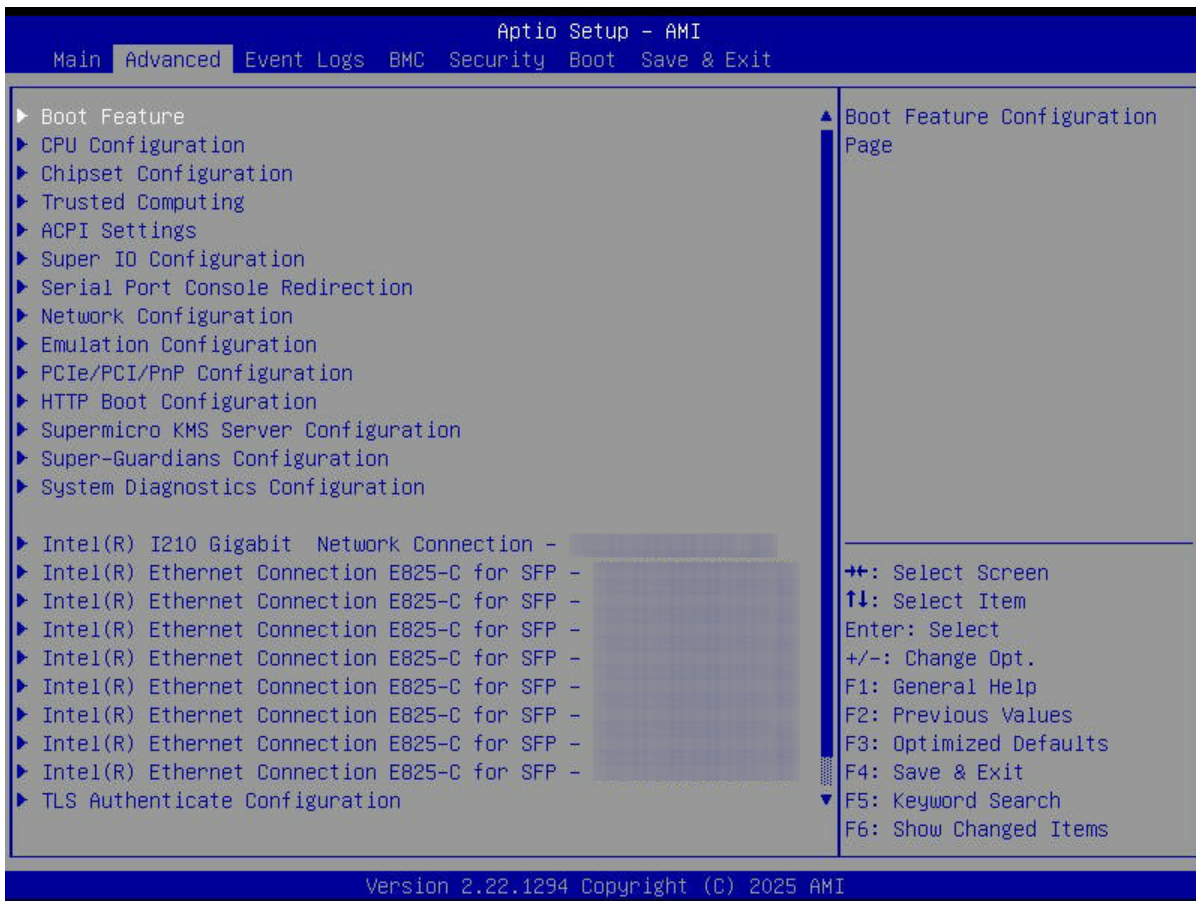 Aptio Setup - AMI
Main Advanced Event Logs BMC Security Boot Save & Exit
▶ Boot Feature
▶ CPU Configuration
▶ Chipset Configuration
▶ Trusted Computing
▶ ACPI Settings
▶ Super IO Configuration
▶ Serial Port Console Redirection
▶ Network Configuration
▶ Emulation Configuration
▶ PCIe/PCI/PnP Configuration
▶ HTTP Boot Configuration
▶ Supermicro KMS Server Configuration
▶ Super-Guardians Configuration
▶ System Diagnostics Configuration
▶ Intel(R) I210 Gigabit  Network Connection -
▶ Intel(R) Ethernet Connection E825-C for SFP -
▶ Intel(R) Ethernet Connection E825-C for SFP -
▶ Intel(R) Ethernet Connection E825-C for SFP -
▶ Intel(R) Ethernet Connection E825-C for SFP -
▶ Intel(R) Ethernet Connection E825-C for SFP -
▶ Intel(R) Ethernet Connection E825-C for SFP -
▶ Intel(R) Ethernet Connection E825-C for SFP -
▶ Intel(R) Ethernet Connection E825-C for SFP -
▶ TLS Authenticate Configuration
Boot Feature Configuration
Page
→←: Select Screen
↑↓: Select Item
Enter: Select
+/-: Change Opt.
F1: General Help
F2: Previous Values
F3: Optimized Defaults
F4: Save & Exit
F5: Keyword Search
F6: Show Changed Items
Version 2.22.1294 Copyright (C) 2025 AMI